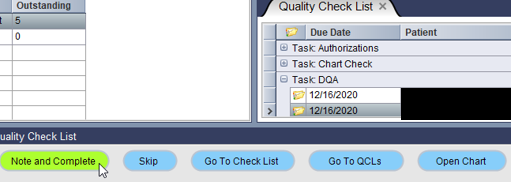 Outstanding
5
0
Quality Check List
Due Date Patient
Task: Authorizations
Task: Chart Check
Task: DQA
12/16/2020
12/16/2020
uality Check List
Note and Complete
Skip
Go To Check List
Go To QCLs
Open Chart